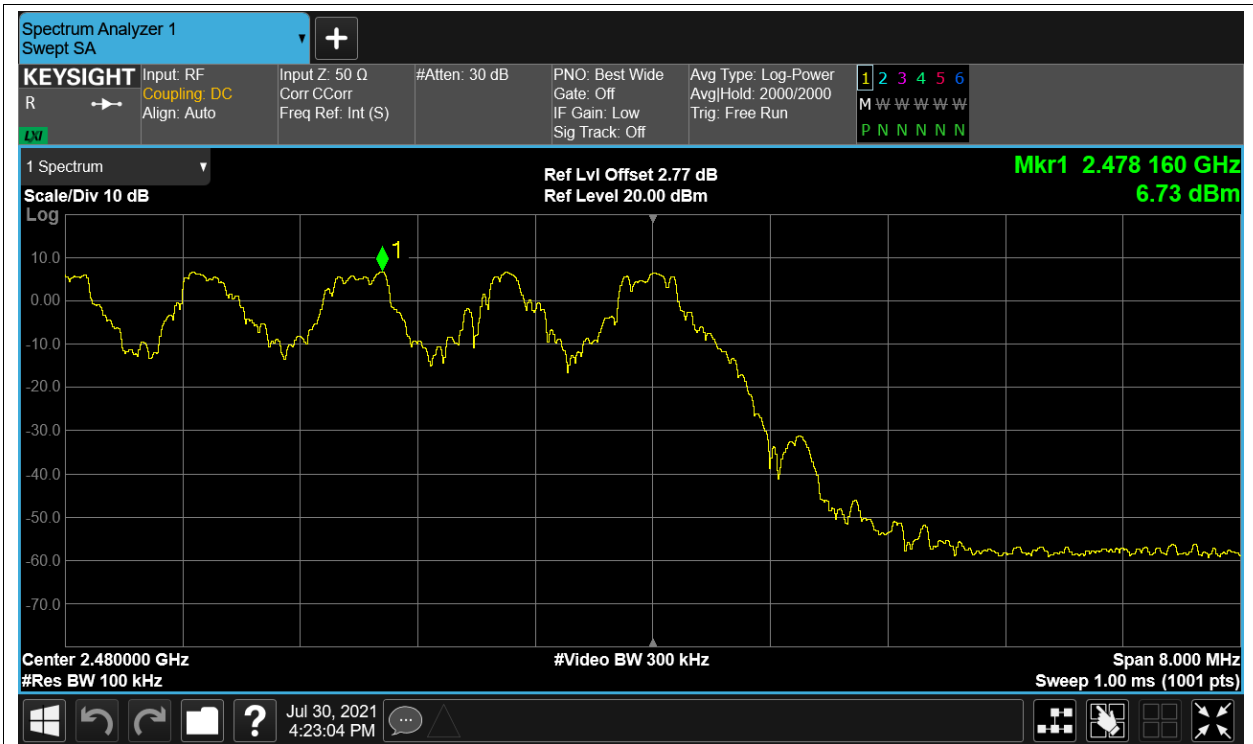 Spectrum Analyzer 1
Swept SA
KEYSIGHT
R
LXI
Input: RF
Coupling: DC
Align: Auto
Input Z: 50 Ω
Corr CCorr
Freq Ref: Int (S)
#Atten: 30 dB
PNO: Best Wide
Gate: Off
IF Gain: Low
Sig Track: Off
Avg Type: Log-Power
Avg|Hold: 2000/2000
Trig: Free Run
1 2 3 4 5 6
M W W W W W
P N N N N N
1 Spectrum
Scale/Div 10 dB
Log
Ref Lvl Offset 2.77 dB
Ref Level 20.00 dBm
Mkr1 2.478 160 GHz
6.73 dBm
1
10.0
0.00
-10.0
-20.0
-30.0
-40.0
-50.0
-60.0
-70.0
Center 2.480000 GHz
#Res BW 100 kHz
#Video BW 300 kHz
Span 8.000 MHz
Sweep 1.00 ms (1001 pts)
?
Jul 30, 2021
4:23:04 PM